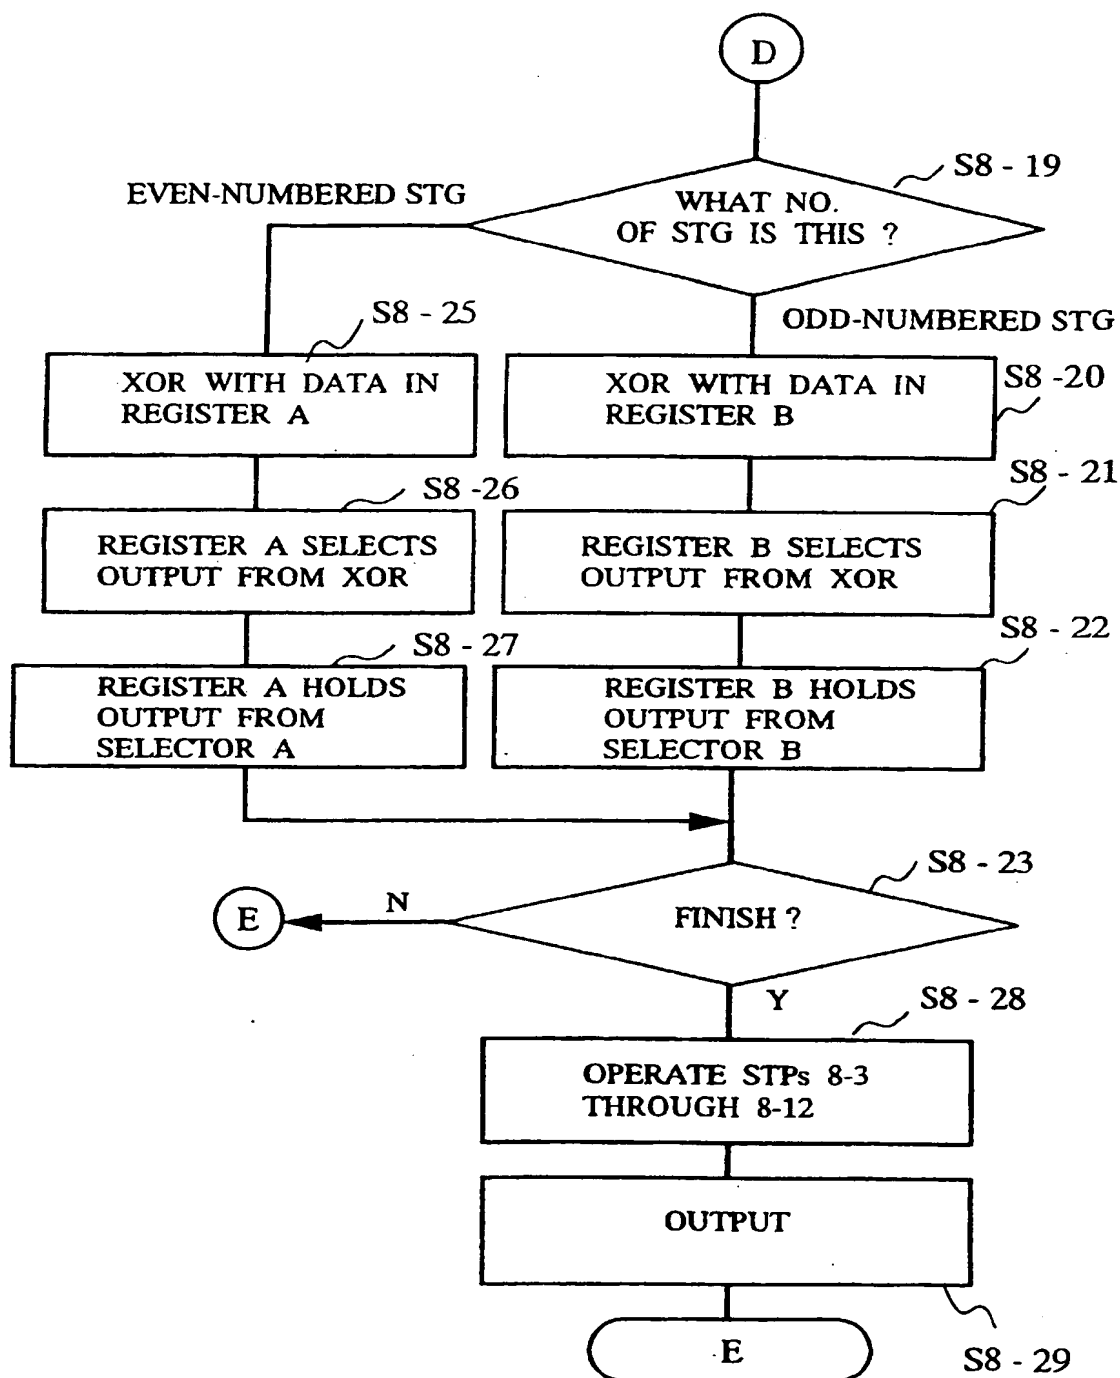 D
S8 - 19
EVEN-NUMBERED STG
WHAT NO.
OF STG IS THIS ?
ODD-NUMBERED STG
S8 - 25
XOR WITH DATA IN
REGISTER A
XOR WITH DATA IN
REGISTER B
S8 -20
S8 -26
REGISTER A SELECTS
OUTPUT FROM XOR
S8 - 21
REGISTER B SELECTS
OUTPUT FROM XOR
S8 - 27
REGISTER A HOLDS
OUTPUT FROM
SELECTOR A
S8 - 22
REGISTER B HOLDS
OUTPUT FROM
SELECTOR B
S8 - 23
E
N
FINISH ?
Y
S8 - 28
OPERATE STPs 8-3
THROUGH 8-12
OUTPUT
E
S8 - 29